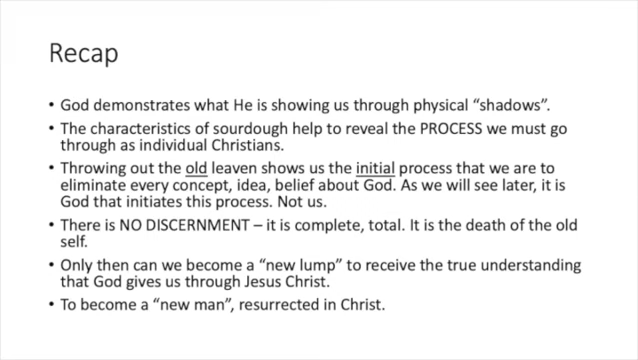 Recap
• God demonstrates what He is showing us through physical “shadows”.
• The characteristics of sourdough help to reveal the PROCESS we must go
through as individual Christians.
• Throwing out the old leaven shows us the initial process that we are to
eliminate every concept, idea, belief about God. As we will see later, it is
God that initiates this process. Not us.
• There is NO DISCERNMENT – it is complete, total. It is the death of the old
self.
• Only then can we become a “new lump” to receive the true understanding
that God gives us through Jesus Christ.
• To become a “new man”, resurrected in Christ.